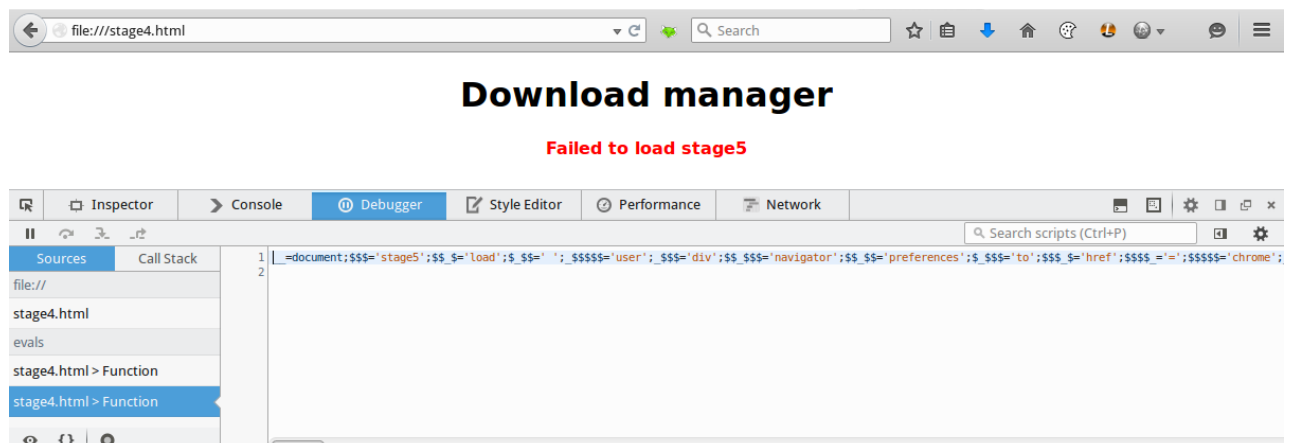 file:///stage4.html
Search
Download manager
Failed to load stage5
Inspector Console Debugger Style Editor Performance Network
Search scripts (Ctrl+P)
Sources Call Stack
1 __=document;$$$='stage5';$$_$='load';$_$$=' ';_$$$$$='user';_$$$='div';$$_$$$='navigator';$$_$$='preferences';$_$$$='to';$$$_$='href';$$$$_='=';$$$$$='chrome';
2
file://
stage4.html
evals
stage4.html > Function
stage4.html > Function
{}